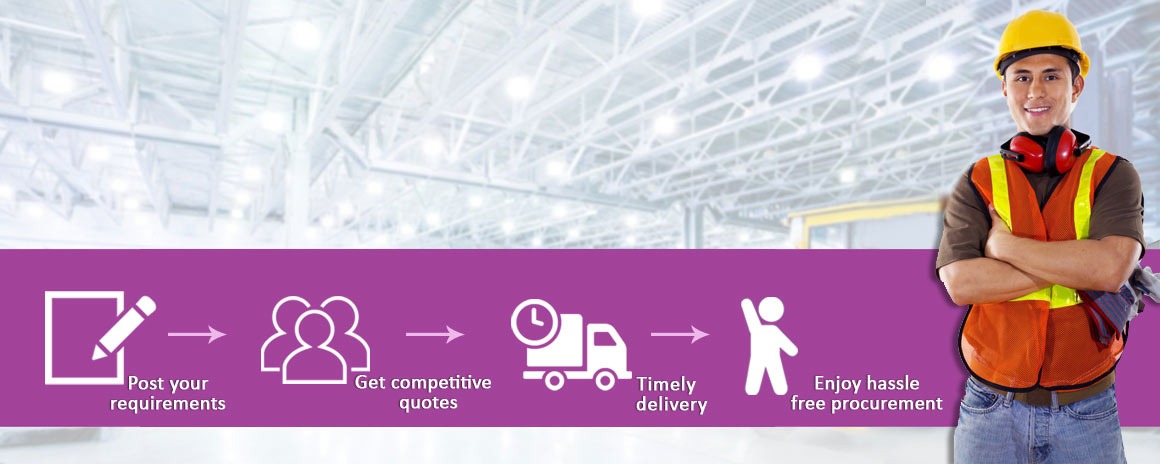 Post your
requirements
Get competitive
quotes
Timely
delivery
Enjoy hassle
free procurement